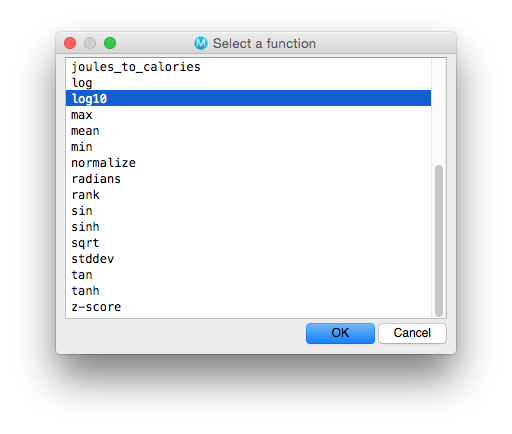 M Select a function
joules_to_calories
log
log10
max
mean
min
normalize
radians
rank
sin
sinh
sqrt
stddev
tan
tanh
z-score
OK Cancel